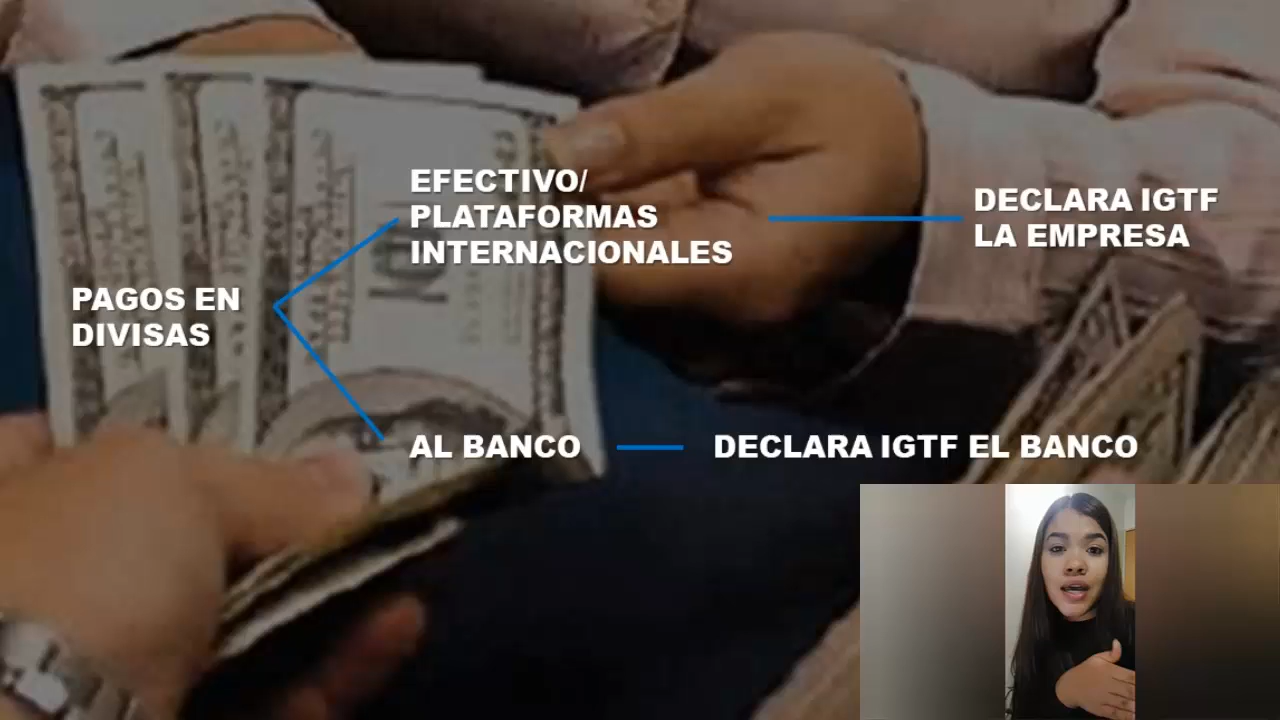 PAGOS EN
DIVISAS
EFECTIVO/
PLATAFORMAS
INTERNACIONALES
DECLARA IGTF
LA EMPRESA
AL BANCO
DECLARA IGTF EL BANCO